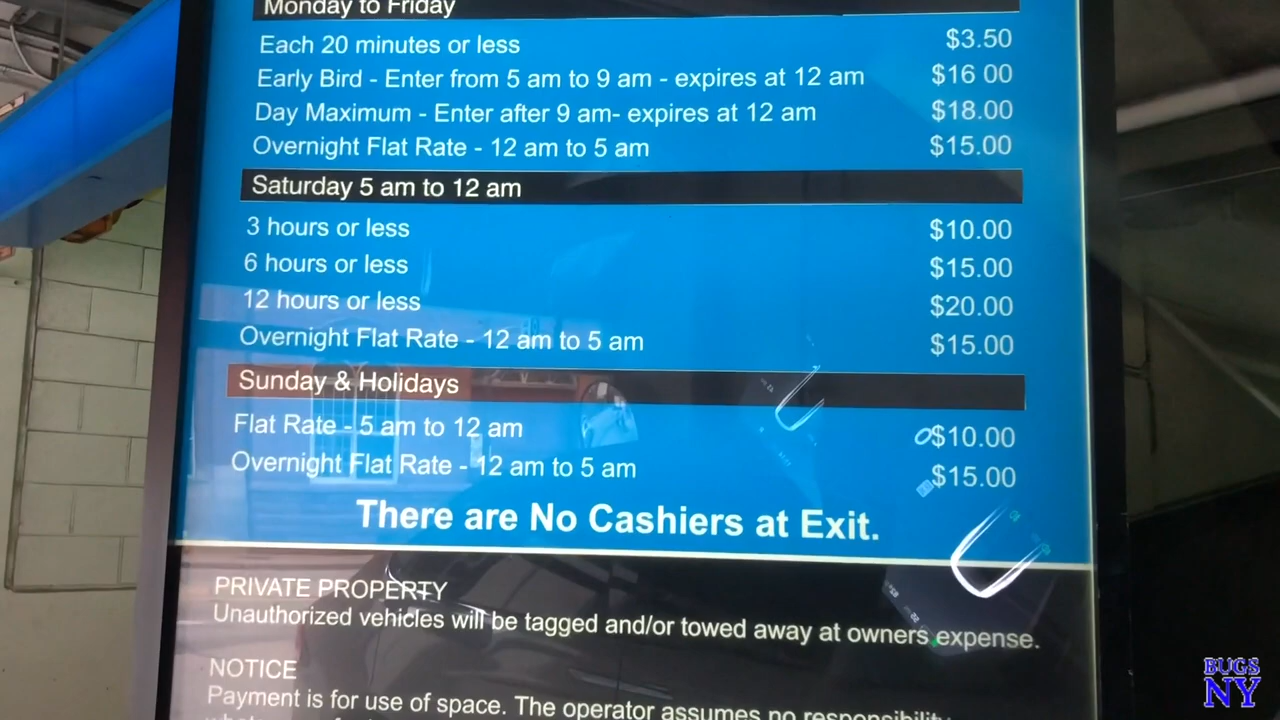 Monday to Friday
Each 20 minutes or less $3.50
Early Bird - Enter from 5 am to 9 am - expires at 12 am $16 00
Day Maximum - Enter after 9 am- expires at 12 am $18.00
Overnight Flat Rate - 12 am to 5 am $15.00
Saturday 5 am to 12 am
3 hours or less $10.00
6 hours or less $15.00
12 hours or less $20.00
Overnight Flat Rate - 12 am to 5 am $15.00
Sunday & Holidays
Flat Rate - 5 am to 12 am $10.00
Overnight Flat Rate - 12 am to 5 am $15.00
There are No Cashiers at Exit.
PRIVATE PROPERTY
Unauthorized vehicles will be tagged and/or towed away at owners expense.
NOTICE
Payment is for use of space. The operator assumes no responsibility
BUGS
NY